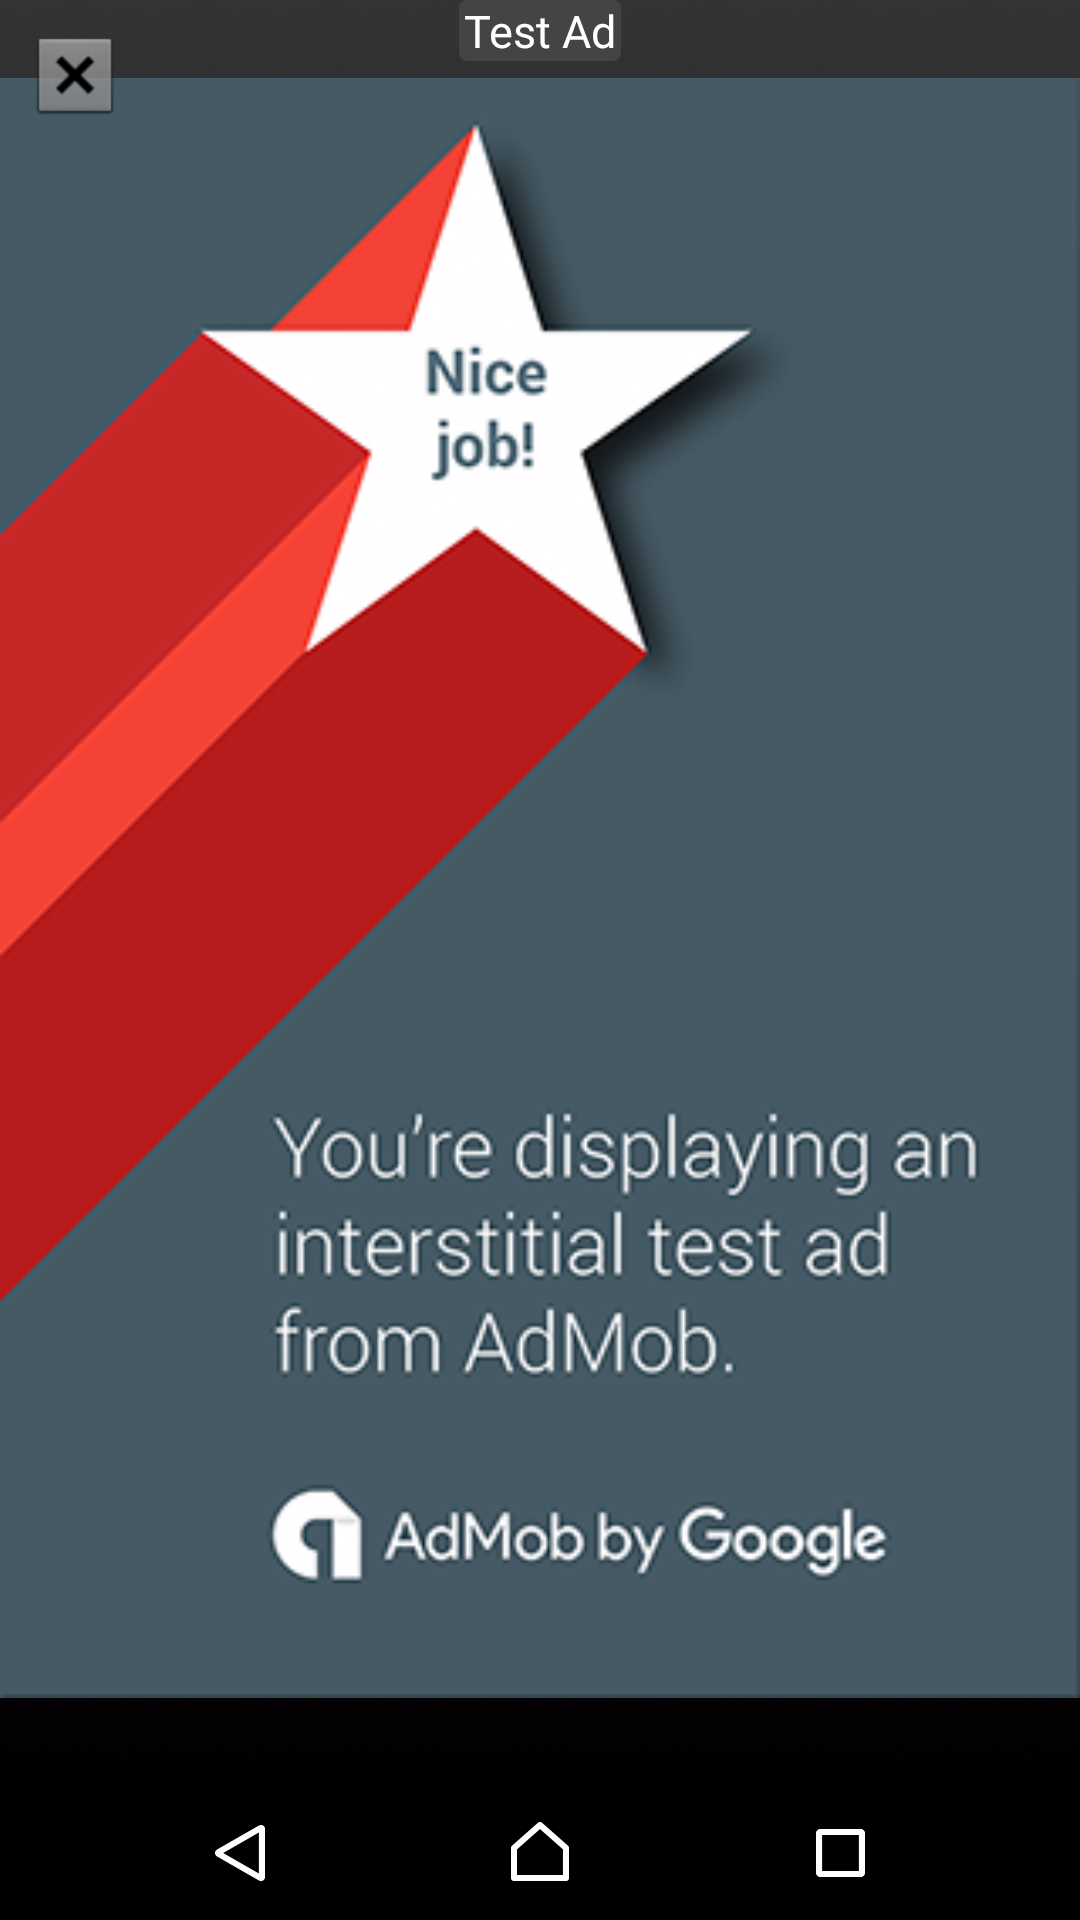 Test Ad
Nice
job!
You’re displaying an
interstitial test ad
from AdMob.
AdMob by Google